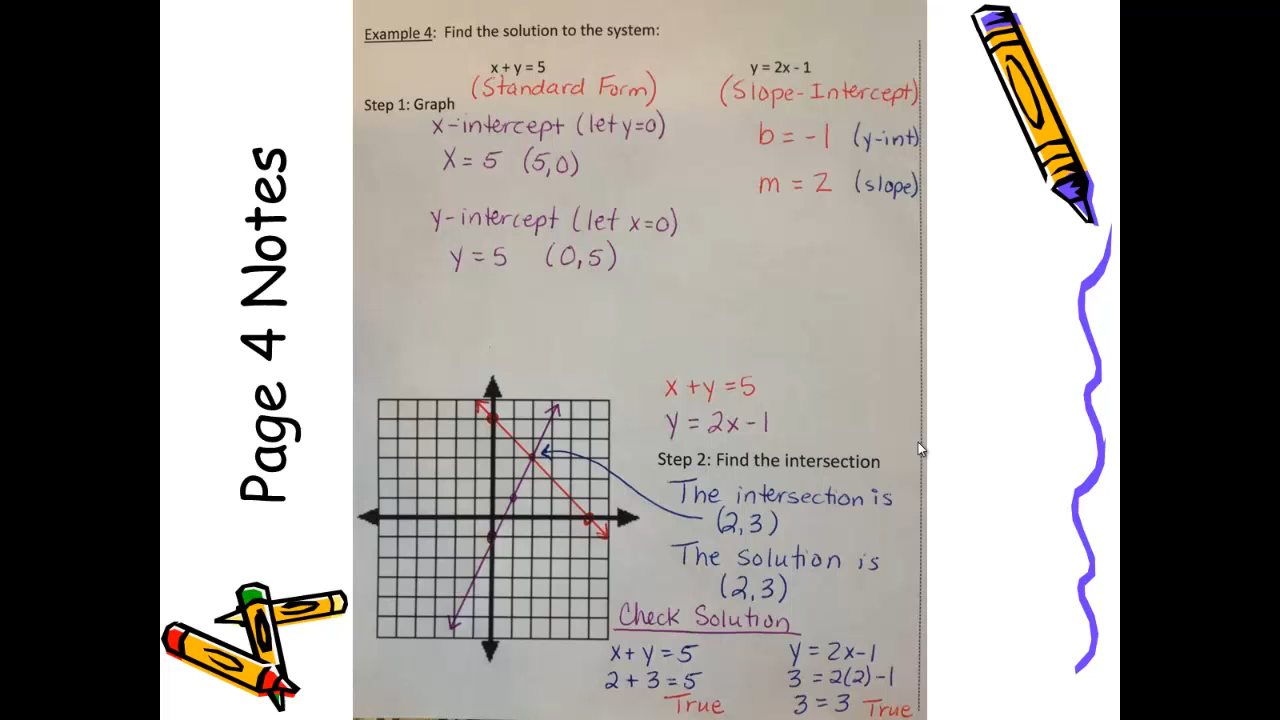 Page 4 Notes
Example 4: Find the solution to the system:
x + y = 5
y = 2x - 1
(Standard Form)
(Slope-Intercept)
Step 1: Graph
x-intercept (let y=0)
x = 5 (5,0)
b = -1 (y-int)
m = 2 (slope)
y-intercept (let x=0)
y = 5 (0,5)
x + y = 5
y = 2x - 1
Step 2: Find the intersection
The intersection is
(2,3)
The solution is
(2,3)
Check Solution
x + y = 5
2 + 3 = 5
True
y = 2x-1
3 = 2(2)-1
3 = 3 True